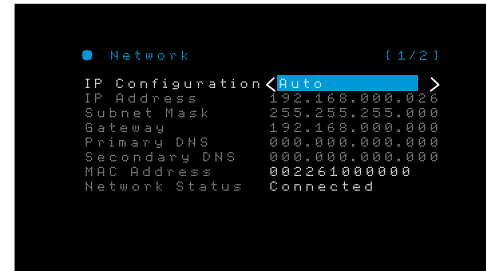 Network [1/2]
IP Configuration Auto
IP Address 192.168.000.026
Subnet Mask 255.255.255.000
Gateway 192.168.000.000
Primary DNS 000.000.000.000
Secondary DNS 000.000.000.000
MAC Address 002261000000
Network Status Connected